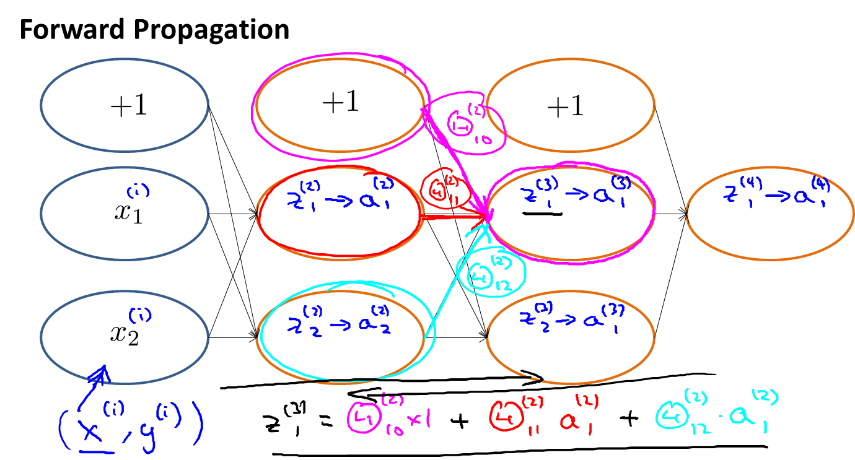 Forward Propagation
+1 +1 Θ₁₀⁽²⁾ +1
x₁⁽ⁱ⁾ z₁⁽²⁾ → a₁⁽²⁾ Θ₁₁⁽²⁾ z₁⁽³⁾ → a₁⁽³⁾ z₁⁽⁴⁾ → a₁⁽⁴⁾
Θ₁₂⁽²⁾
x₂⁽ⁱ⁾ z₂⁽²⁾ → a₂⁽²⁾ z₂⁽³⁾ → a₁⁽³⁾
(x⁽ⁱ⁾, y⁽ⁱ⁾) z₁⁽³⁾ = Θ₁₀⁽²⁾ × 1 + Θ₁₁⁽²⁾ a₁⁽²⁾ + Θ₁₂⁽²⁾ · a₁⁽²⁾